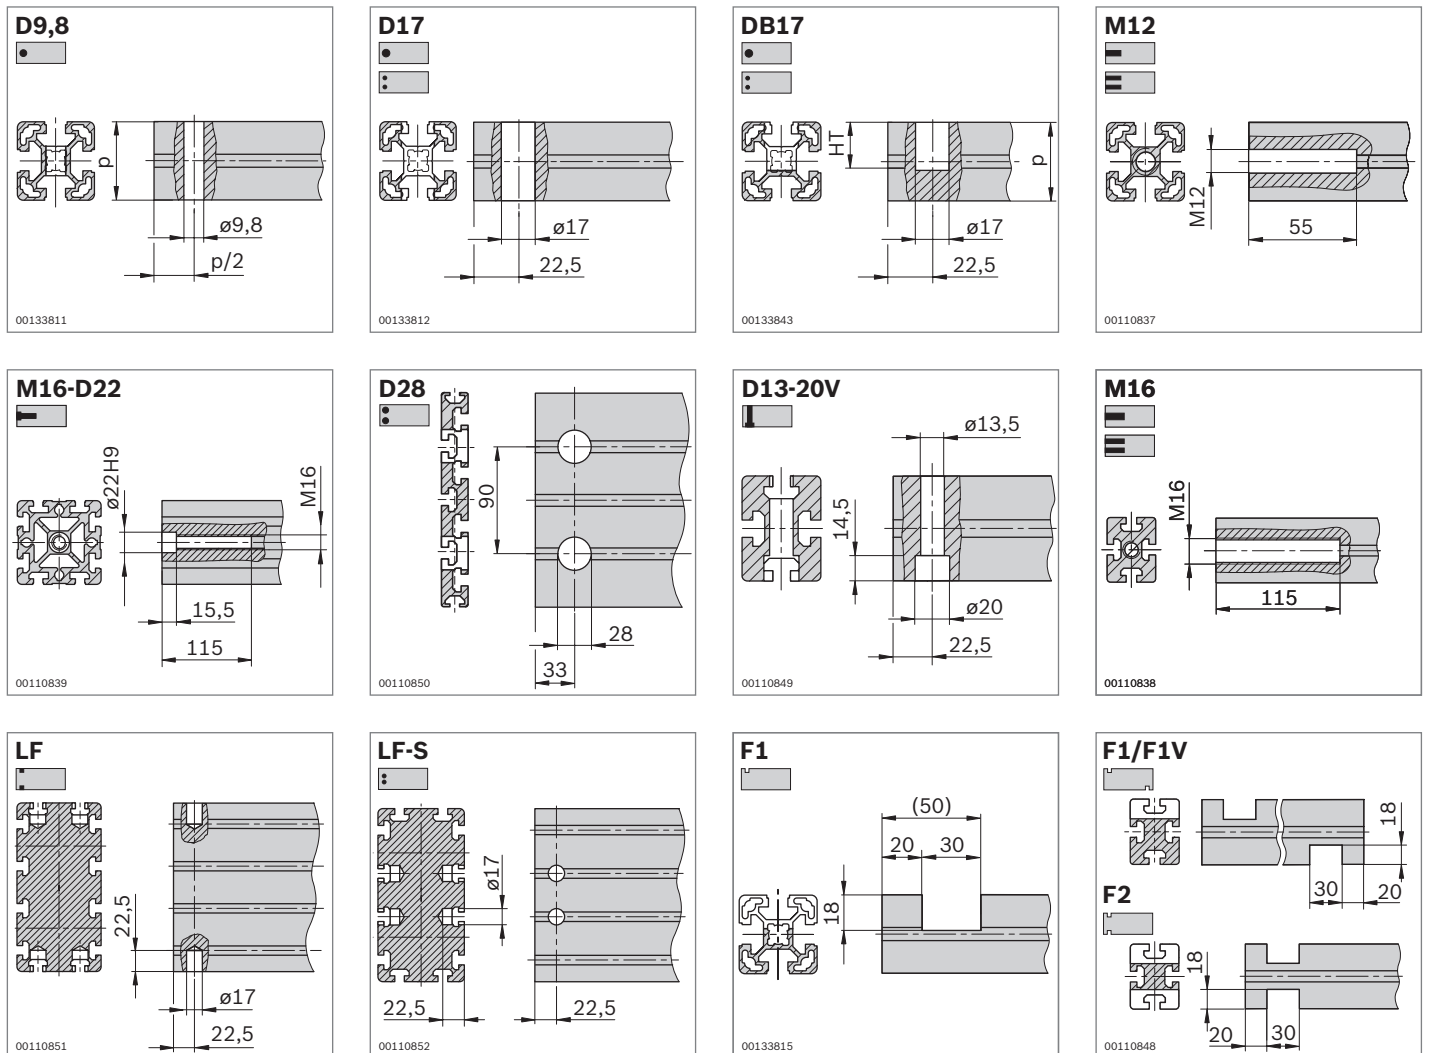 D9,8
p
ø9,8
p/2
00133811
D17
ø17
22,5
00133812
DB17
HT
p
ø17
22,5
00133843
M12
M12
55
00110837
M16-D22
ø22H9
M16
15,5
115
00110839
D28
90
28
33
00110850
D13-20V
ø13,5
14,5
ø20
22,5
00110849
M16
M16
115
00110838
LF
22,5
ø17
22,5
00110851
LF-S
ø17
22,5
22,5
00110852
F1
(50)
20
30
18
00133815
F1/F1V
18
30
20
F2
18
20
30
00110848